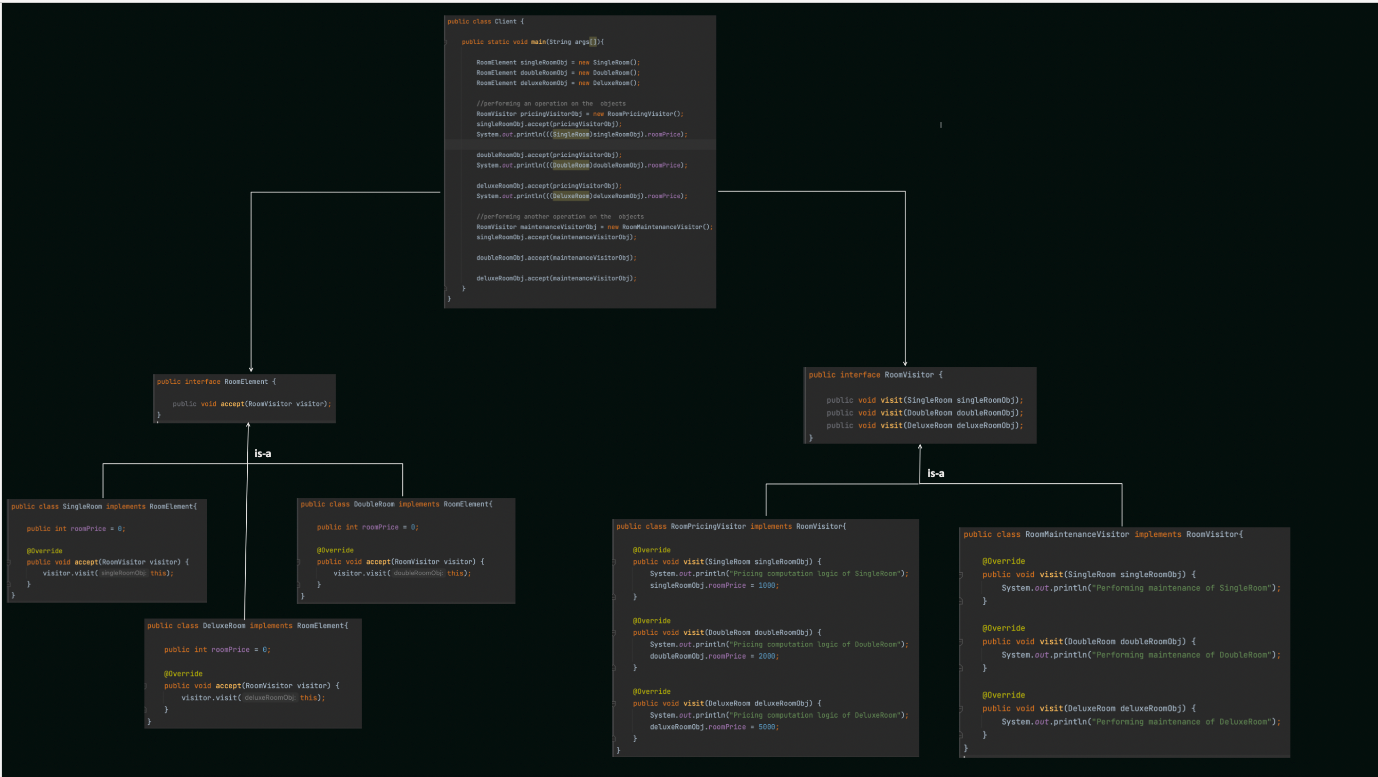 public class Client {
public static void main(String args[]){
RoomElement singleRoomObj = new SingleRoom();
RoomElement doubleRoomObj = new DoubleRoom();
RoomElement deluxeRoomObj = new DeluxeRoom();
//performing an operation on the  objects
RoomVisitor pricingVisitorObj = new RoomPricingVisitor();
singleRoomObj.accept(pricingVisitorObj);
System.out.println(((SingleRoom)singleRoomObj).roomPrice);
doubleRoomObj.accept(pricingVisitorObj);
System.out.println(((DoubleRoom)doubleRoomObj).roomPrice);
deluxeRoomObj.accept(pricingVisitorObj);
System.out.println(((DeluxeRoom)deluxeRoomObj).roomPrice);
//performing another operation on the  objects
RoomVisitor maintenanceVisitorObj = new RoomMaintenanceVisitor();
singleRoomObj.accept(maintenanceVisitorObj);
doubleRoomObj.accept(maintenanceVisitorObj);
deluxeRoomObj.accept(maintenanceVisitorObj);
}
}
public interface RoomElement {
public void accept(RoomVisitor visitor);
}
is-a
public class SingleRoom implements RoomElement{
public int roomPrice = 0;
@Override
public void accept(RoomVisitor visitor) {
visitor.visit( singleRoomObj: this);
}
}
public class DoubleRoom implements RoomElement{
public int roomPrice = 0;
@Override
public void accept(RoomVisitor visitor) {
visitor.visit( doubleRoomObj: this);
}
}
public class DeluxeRoom implements RoomElement{
public int roomPrice = 0;
@Override
public void accept(RoomVisitor visitor) {
visitor.visit( deluxeRoomObj: this);
}
}
public interface RoomVisitor {
public void visit(SingleRoom singleRoomObj);
public void visit(DoubleRoom doubleRoomObj);
public void visit(DeluxeRoom deluxeRoomObj);
}
is-a
public class RoomPricingVisitor implements RoomVisitor{
@Override
public void visit(SingleRoom singleRoomObj) {
System.out.println("Pricing computation logic of SingleRoom");
singleRoomObj.roomPrice = 1000;
}
@Override
public void visit(DoubleRoom doubleRoomObj) {
System.out.println("Pricing computation logic of DoubleRoom");
doubleRoomObj.roomPrice = 2000;
}
@Override
public void visit(DeluxeRoom deluxeRoomObj) {
System.out.println("Pricing computation logic of DeluxeRoom");
deluxeRoomObj.roomPrice = 5000;
}
}
public class RoomMaintenanceVisitor implements RoomVisitor{
@Override
public void visit(SingleRoom singleRoomObj) {
System.out.println("Performing maintenance of SingleRoom");
}
@Override
public void visit(DoubleRoom doubleRoomObj) {
System.out.println("Performing maintenance of DoubleRoom");
}
@Override
public void visit(DeluxeRoom deluxeRoomObj) {
System.out.println("Performing maintenance of DeluxeRoom");
}
}